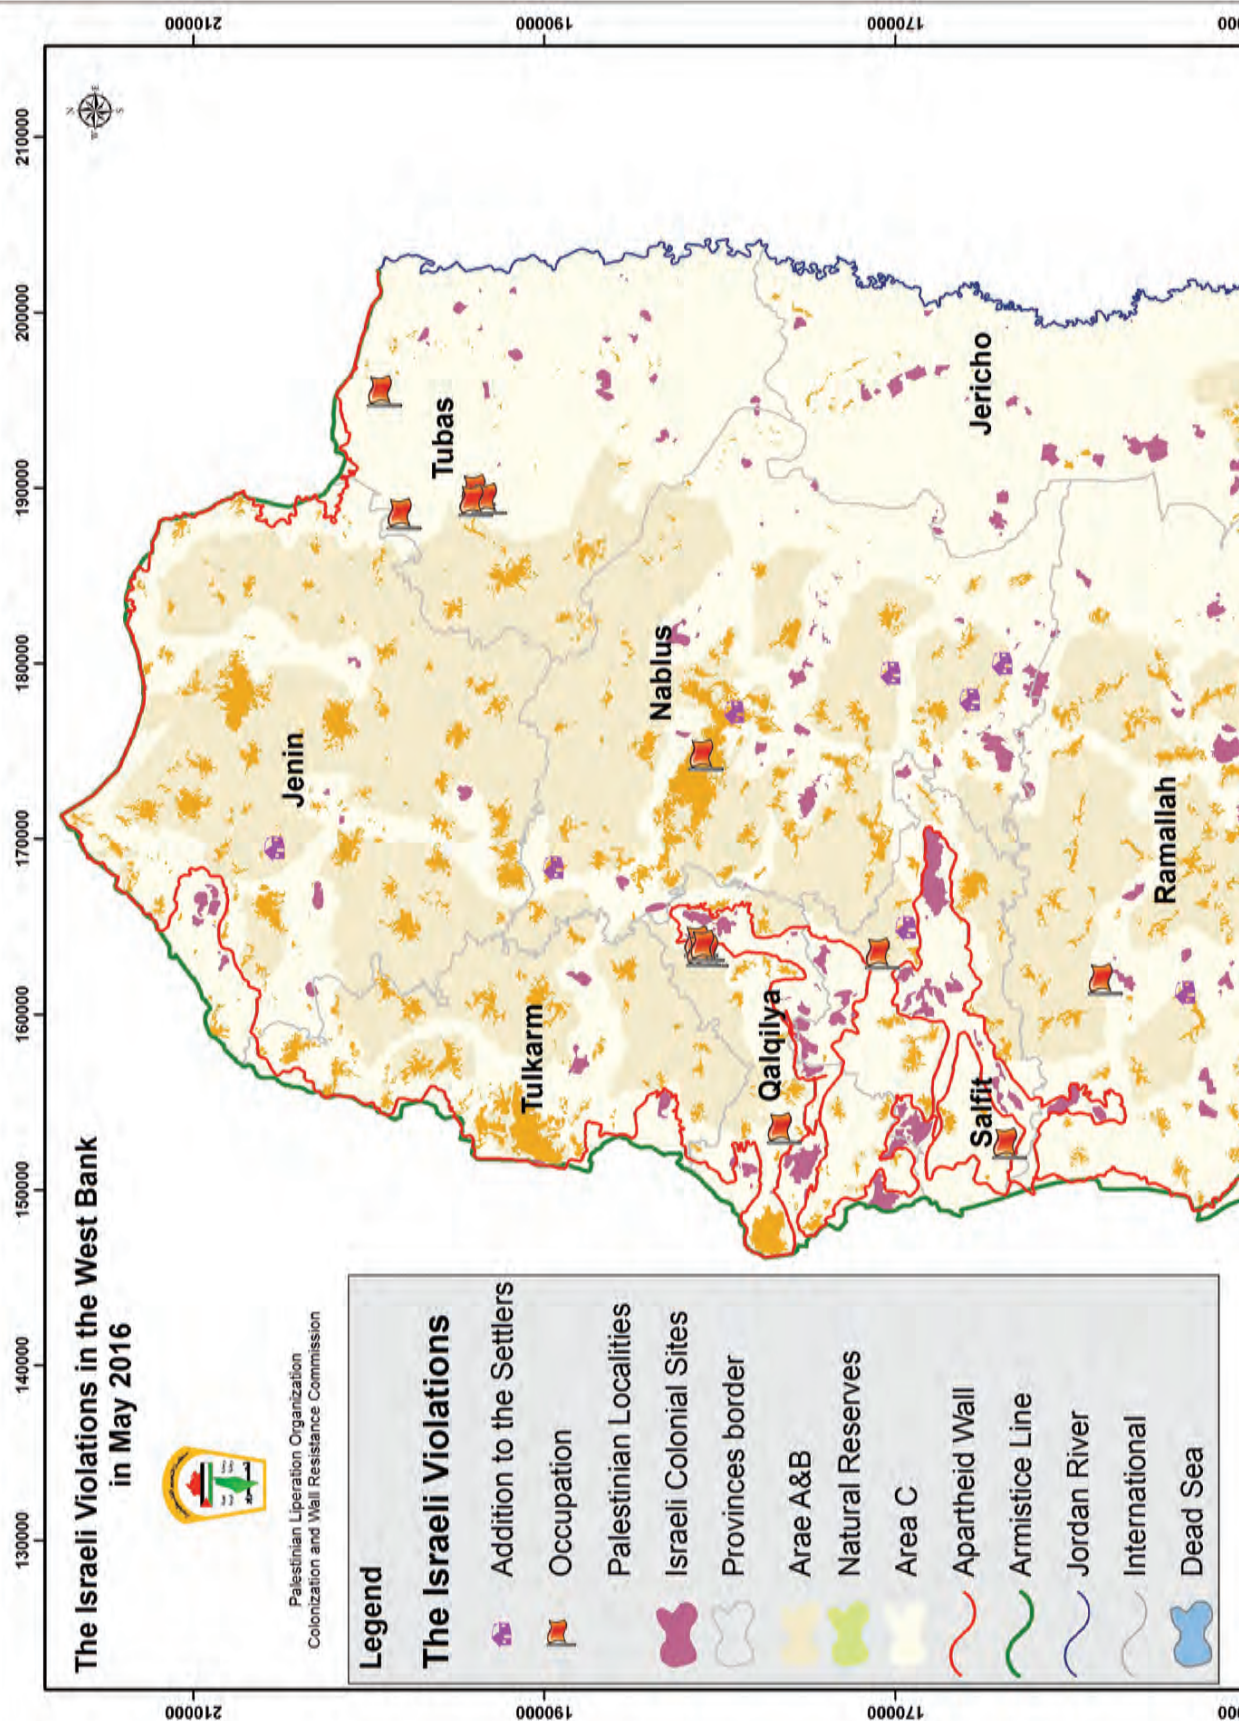 The Israeli Violations in the West Bank
in May 2016
Palestinian Liperation Organization
Colonization and Wall Resistance Commission
Legend
The Israeli Violations
Addition to the Settlers
Occupation
Palestinian Localities
Israeli Colonial Sites
Provinces border
Arae A&B
Natural Reserves
Area C
Apartheid Wall
Armistice Line
Jordan River
International
Dead Sea
130000
140000
150000
160000
170000
180000
190000
200000
210000
210000
190000
170000
210000
190000
170000
N
E
S
W
Jenin
Tubas
Tulkarm
Nablus
Qalqilya
Salfit
Jericho
Ramallah